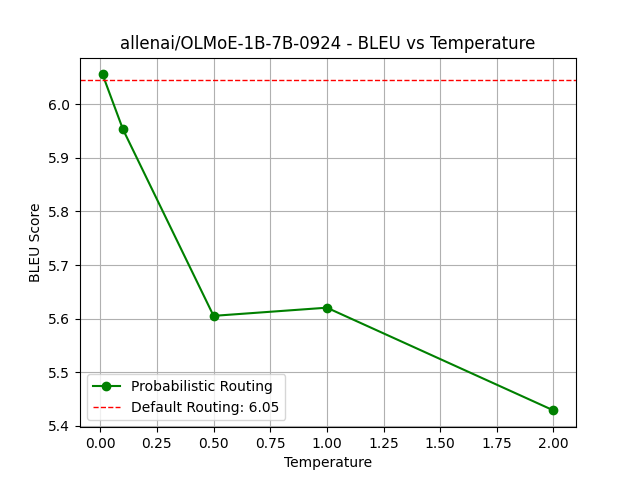 allenai/OLMoE-1B-7B-0924 - BLEU vs Temperature
BLEU Score
6.0
5.9
5.8
5.7
5.6
5.5
5.4
Probabilistic Routing
Default Routing: 6.05
0.00 0.25 0.50 0.75 1.00 1.25 1.50 1.75 2.00
Temperature